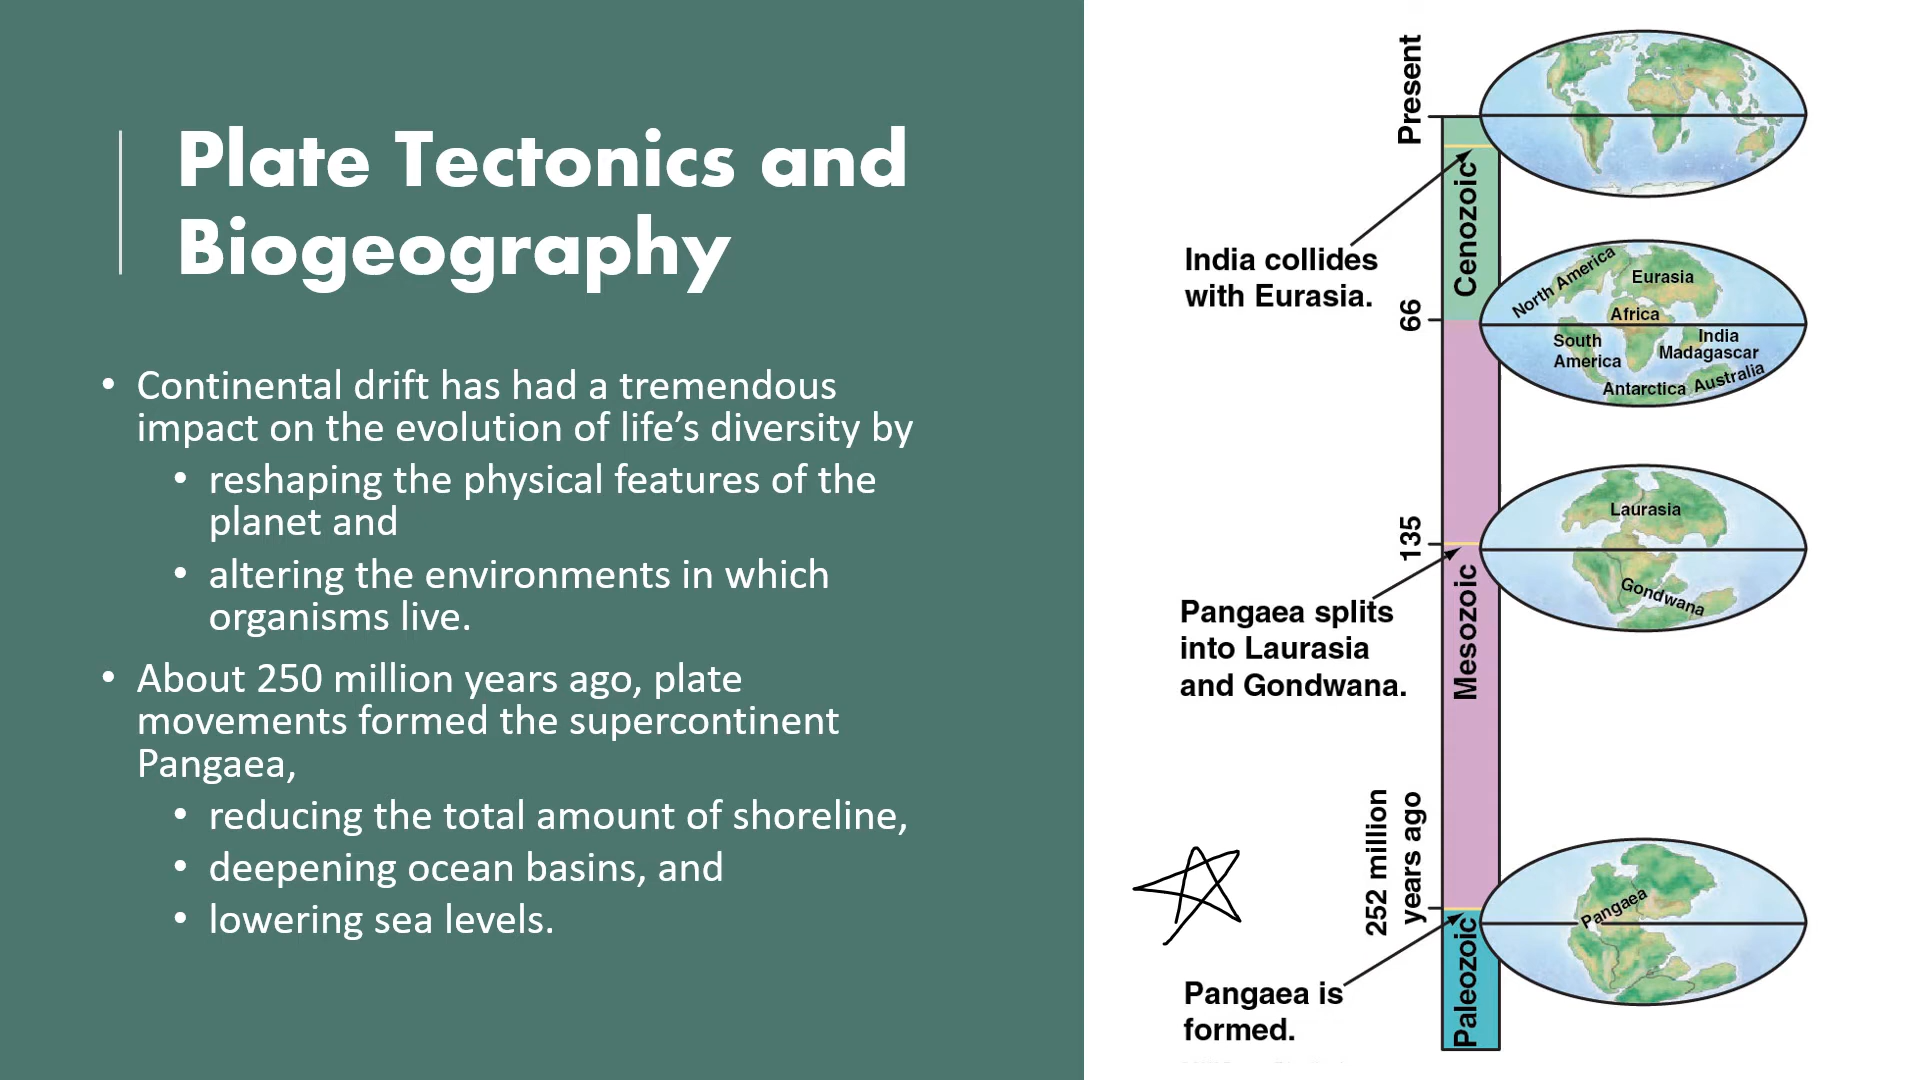 Plate Tectonics and
Biogeography
• Continental drift has had a tremendous
impact on the evolution of life’s diversity by
• reshaping the physical features of the
planet and
• altering the environments in which
organisms live.
• About 250 million years ago, plate
movements formed the supercontinent
Pangaea,
• reducing the total amount of shoreline,
• deepening ocean basins, and
• lowering sea levels.
Present
Cenozoic
India collides
with Eurasia.
66
North America
Eurasia
Africa
South
America
India
Madagascar
Antarctica
Australia
135
Laurasia
Gondwana
Pangaea splits
into Laurasia
and Gondwana.
Mesozoic
252 million
years ago
Pangaea
Pangaea is
formed.
Paleozoic